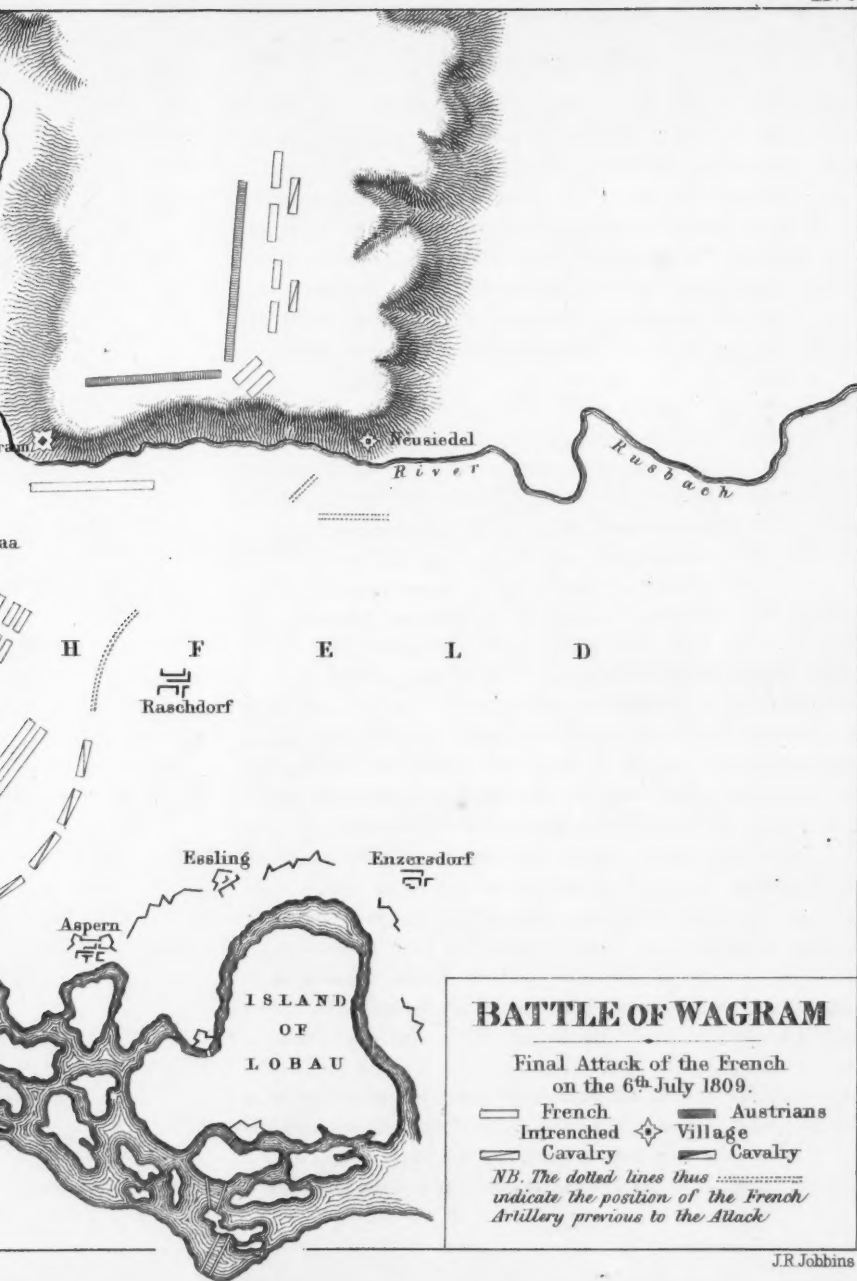 Neusiedel
River
Rusbach
H F E L D
Raschdorf
Essling
Enzersdorf
Aspern
ISLAND
OF
LOBAU
BATTLE OF WAGRAM
Final Attack of the French
on the 6th July 1809.
French Austrians
Intrenched Village
Cavalry Cavalry
NB. The dotted lines thus
indicate the position of the French
Artillery previous to the Attack
J.R. Jobbins